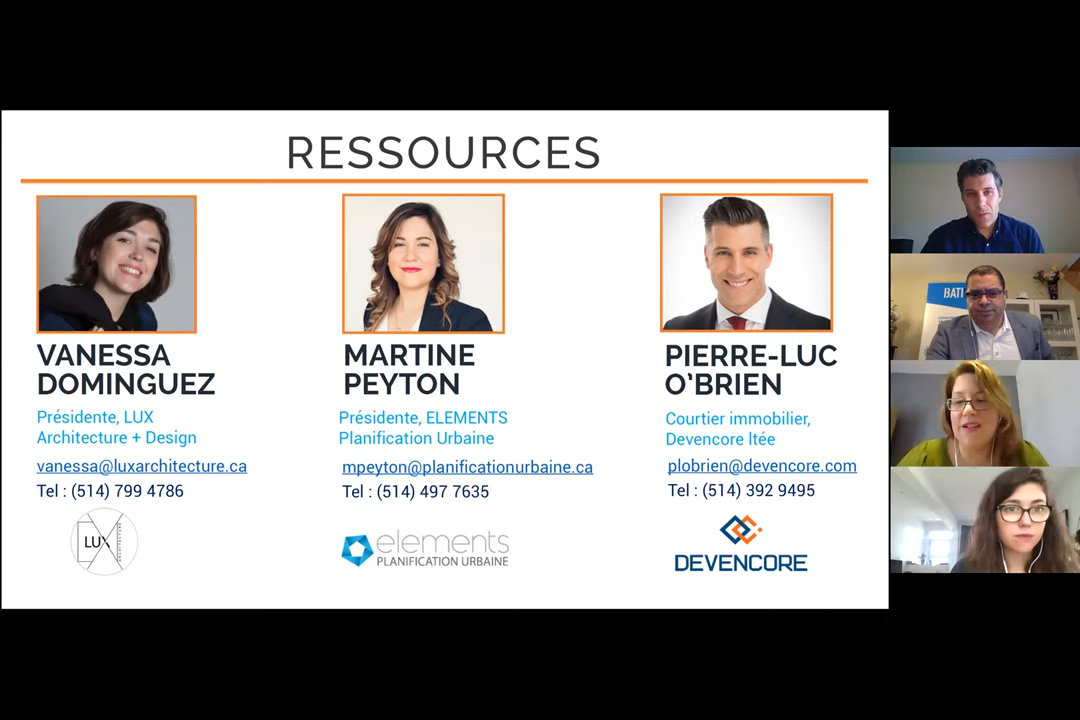 RESSOURCES
VANESSA
DOMINGUEZ
Présidente, LUX
Architecture + Design
vanessa@luxarchitecture.ca
Tel : (514) 799 4786
LUX
ARCHITECTURE
MARTINE
PEYTON
Présidente, ELEMENTS
Planification Urbaine
mpeyton@planificationurbaine.ca
Tel : (514) 497 7635
elements
PLANIFICATION URBAINE
PIERRE-LUC
O'BRIEN
Courtier immobilier,
Devencore ltée
plobrien@devencore.com
Tel : (514) 392 9495
DEVENCORE
BATI